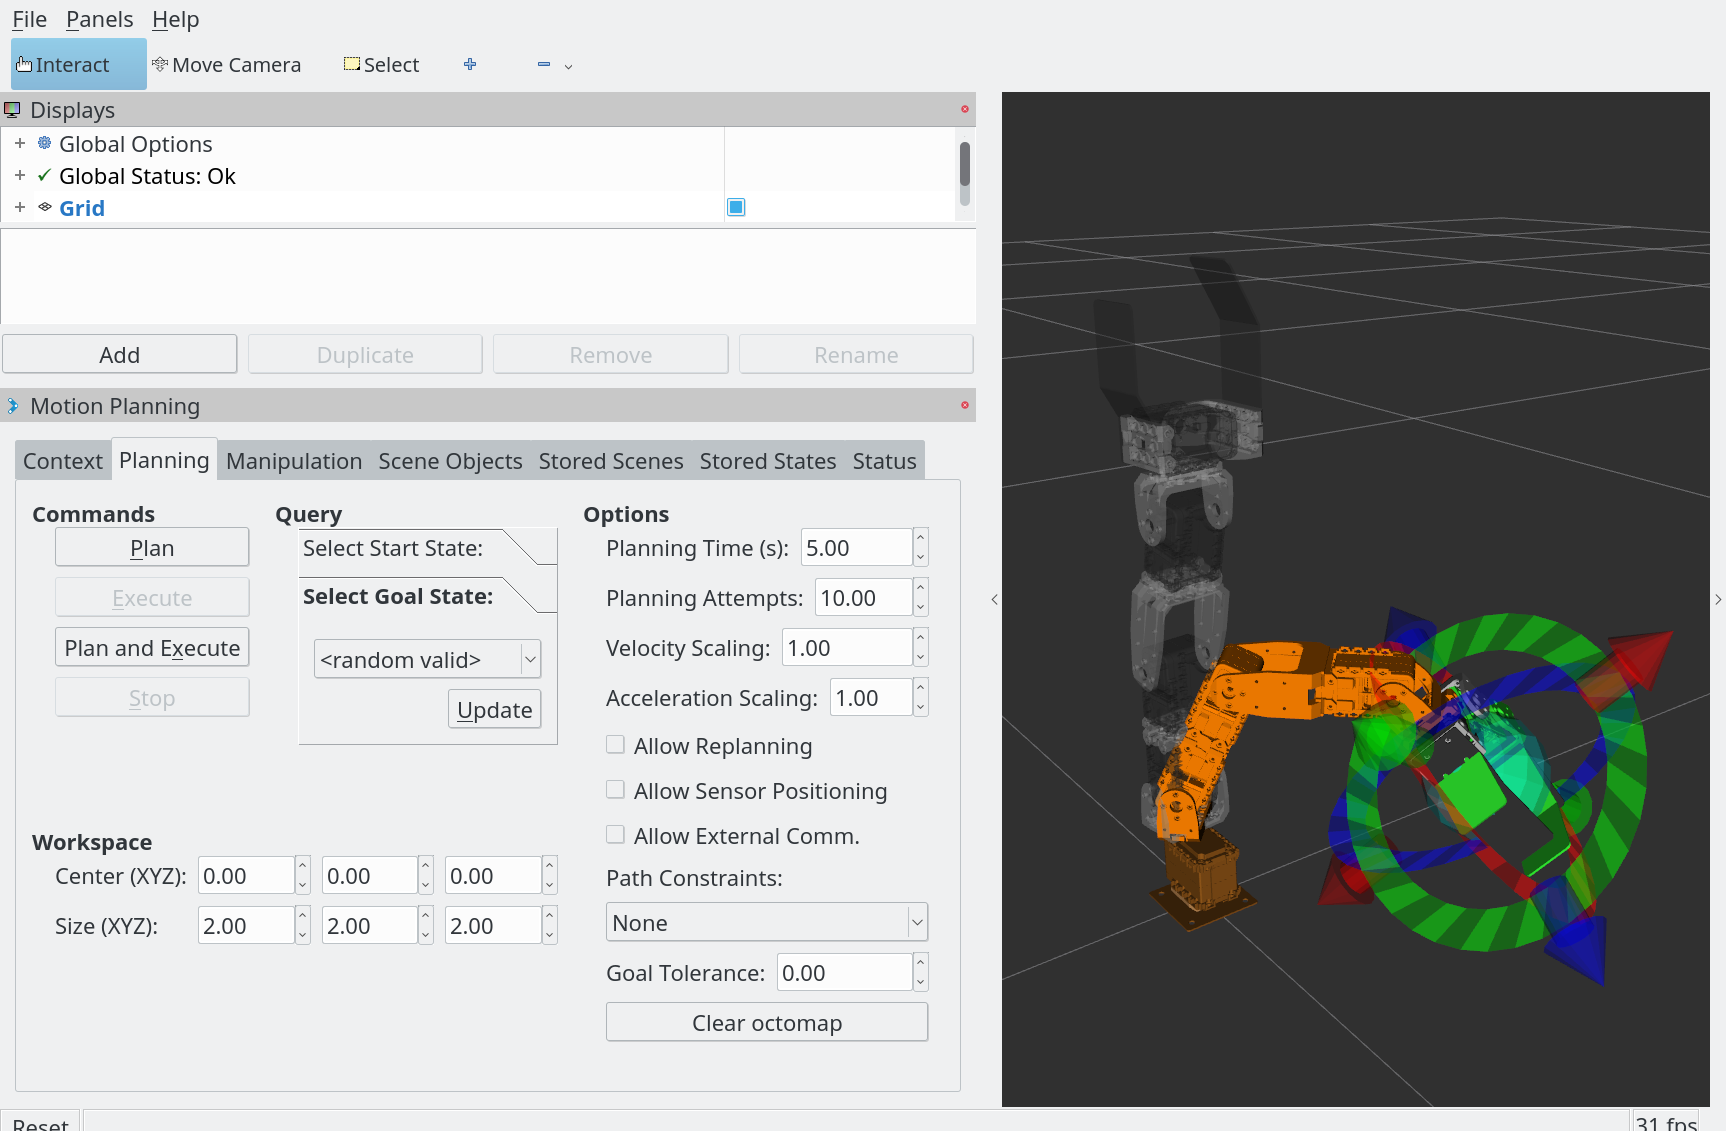 File Panels Help
Interact Move Camera Select
Displays
Global Options
Global Status: Ok
Grid
Add Duplicate Remove Rename
Motion Planning
Context Planning Manipulation Scene Objects Stored Scenes Stored States Status
Commands
Plan
Execute
Plan and Execute
Stop
Query
Select Start State:
Select Goal State:
<random valid>
Update
Options
Planning Time (s): 5.00
Planning Attempts: 10.00
Velocity Scaling: 1.00
Acceleration Scaling: 1.00
Allow Replanning
Allow Sensor Positioning
Allow External Comm.
Path Constraints:
None
Goal Tolerance: 0.00
Clear octomap
Workspace
Center (XYZ): 0.00 0.00 0.00
Size (XYZ): 2.00 2.00 2.00
Reset
31 fps